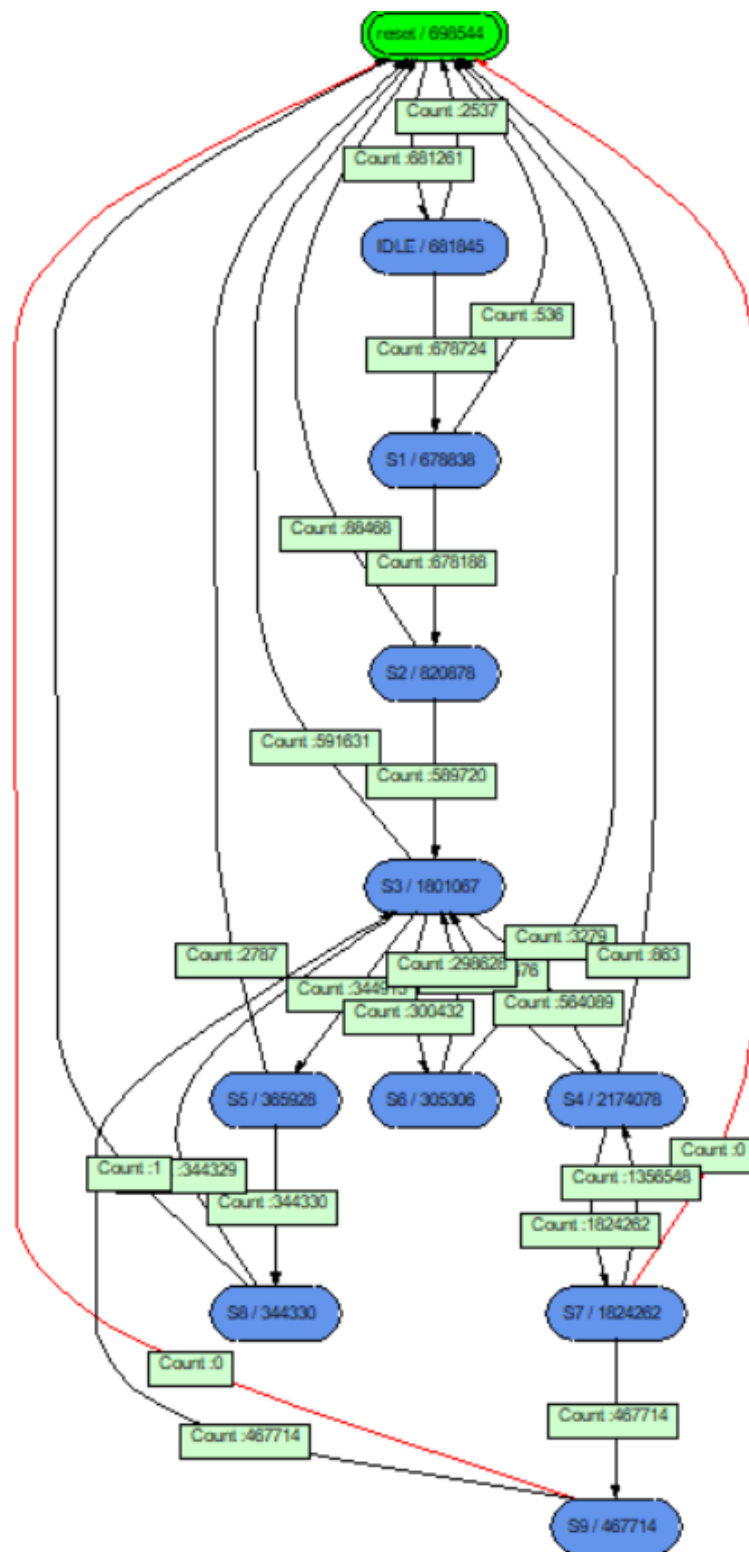 reset / 698544
Count :2537
Count :681261
IDLE / 681845
Count :536
Count :678724
S1 / 678838
Count :88468
Count :678188
S2 / 820878
Count :591631
Count :589720
S3 / 1801067
Count :3279
Count :2787
Count :298628
Count :863
Count :300432
Count :564089
S5 / 365928
S6 / 305306
S4 / 2174078
Count :0
Count :1
:344329
Count :1356548
Count :344330
Count :1824262
S8 / 344330
S7 / 1824262
Count :0
Count :467714
Count :467714
S9 / 467714